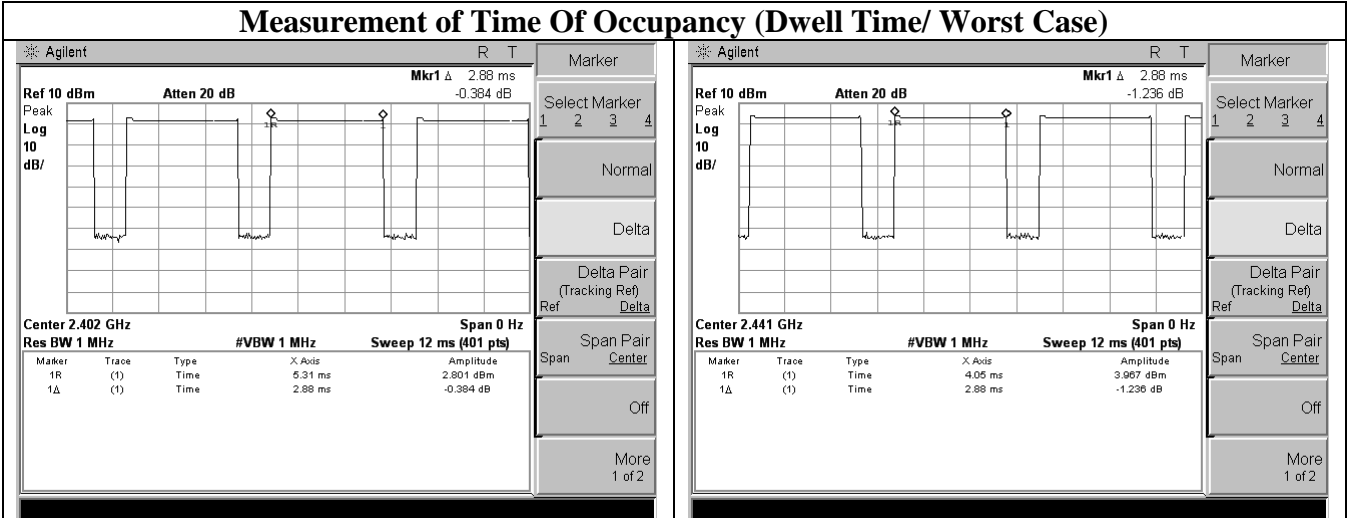 Measurement of Time Of Occupancy (Dwell Time/ Worst Case)
Agilent R T
Mkr1 Δ 2.88 ms
Ref 10 dBm Atten 20 dB -0.384 dB
Peak
Log
10
dB/
1R
1
Center 2.402 GHz Span 0 Hz
Res BW 1 MHz #VBW 1 MHz Sweep 12 ms (401 pts)
Marker Trace Type X Axis Amplitude
1R (1) Time 5.31 ms 2.801 dBm
1Δ (1) Time 2.88 ms -0.384 dB
Marker
Select Marker
1 2 3 4
Normal
Delta
Delta Pair
(Tracking Ref)
Ref Delta
Span Pair
Span Center
Off
More
1 of 2
Agilent R T
Mkr1 Δ 2.88 ms
Ref 10 dBm Atten 20 dB -1.236 dB
Peak
Log
10
dB/
1R
1
Center 2.441 GHz Span 0 Hz
Res BW 1 MHz #VBW 1 MHz Sweep 12 ms (401 pts)
Marker Trace Type X Axis Amplitude
1R (1) Time 4.05 ms 3.967 dBm
1Δ (1) Time 2.88 ms -1.236 dB
Marker
Select Marker
1 2 3 4
Normal
Delta
Delta Pair
(Tracking Ref)
Ref Delta
Span Pair
Span Center
Off
More
1 of 2